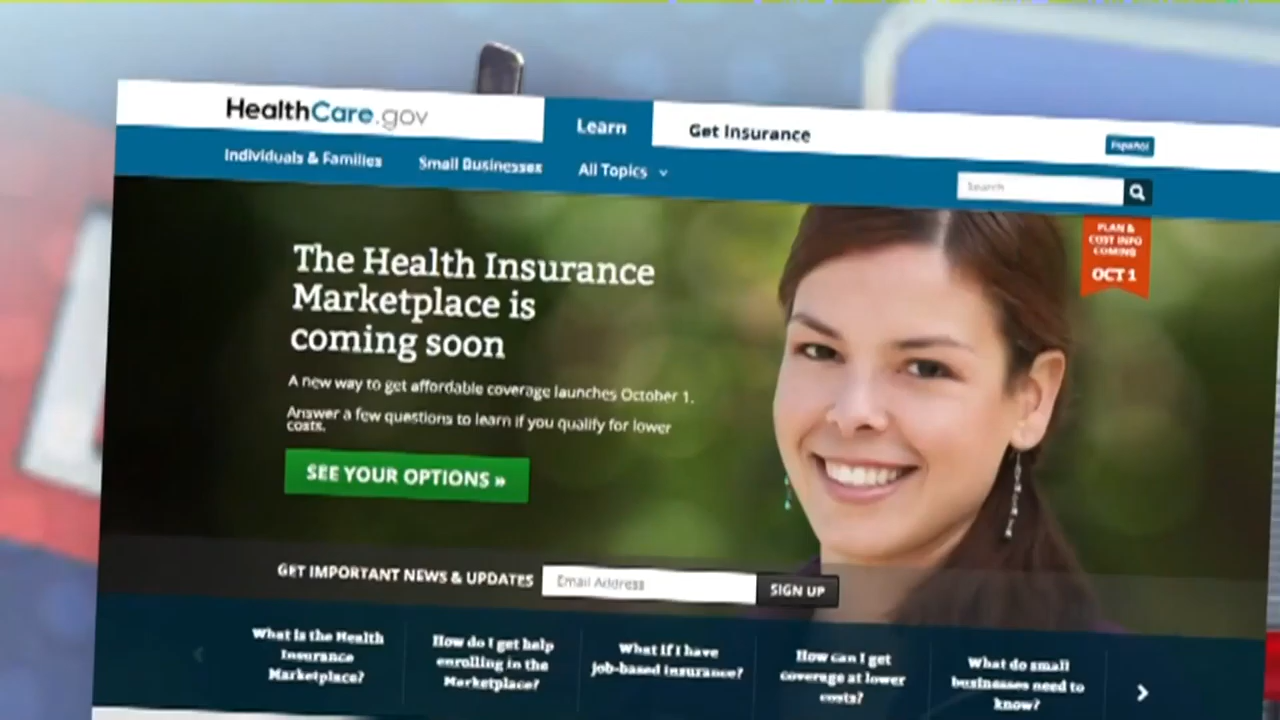 HealthCare.gov
Learn
Get Insurance
Español
Individuals & Families
Small Businesses
All Topics
Search
PLAN &
COST INFO
COMING
OCT 1
The Health Insurance
Marketplace is
coming soon
A new way to get affordable coverage launches October 1.
Answer a few questions to learn if you qualify for lower
costs.
SEE YOUR OPTIONS »
GET IMPORTANT NEWS & UPDATES
Email Address
SIGN UP
What is the Health
Insurance
Marketplace?
How do I get help
enrolling in the
Marketplace?
What if I have
job-based insurance?
How can I get
coverage at lower
costs?
What do small
businesses need to
know?